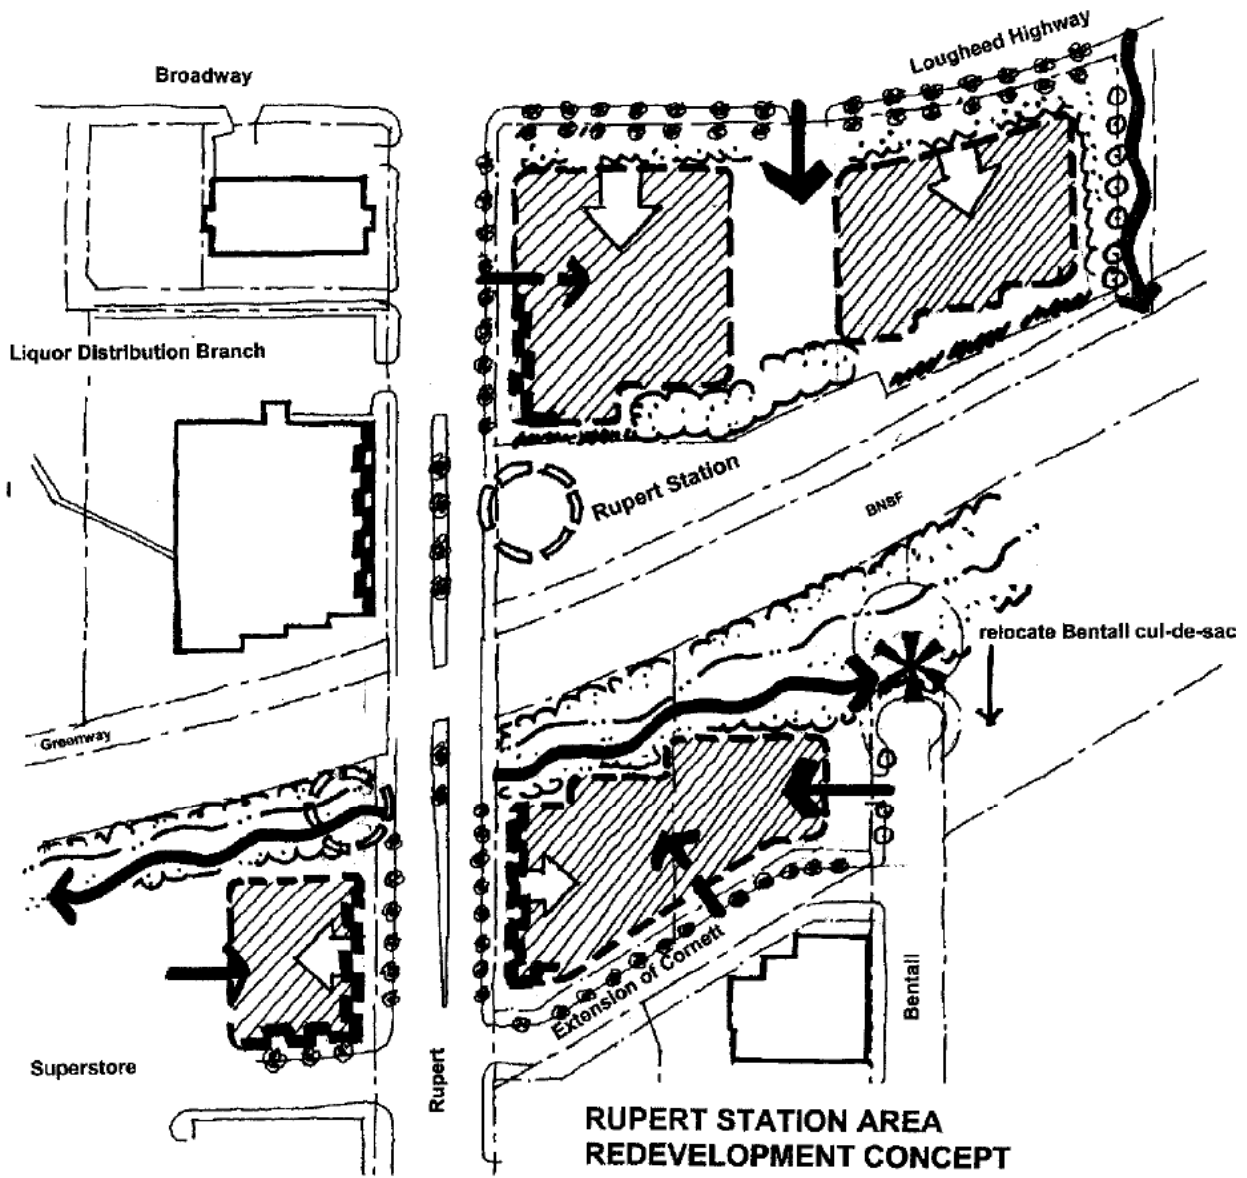 Lougheed Highway
Broadway
Liquor Distribution Branch
Rupert Station
BNSF
relocate Bentall cul-de-sac
Greenway
Extension of Cornett
Bentall
Superstore
Rupert
RUPERT STATION AREA
REDEVELOPMENT CONCEPT